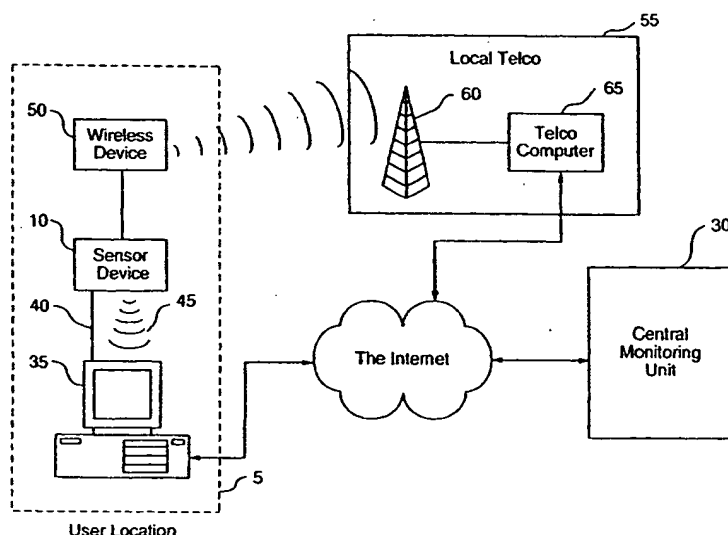 55
Local Telco
50
60
65
Wireless
Device
Telco
Computer
10
30
Sensor
Device
40
45
35
The Internet
Central
Monitoring
Unit
5
User Location